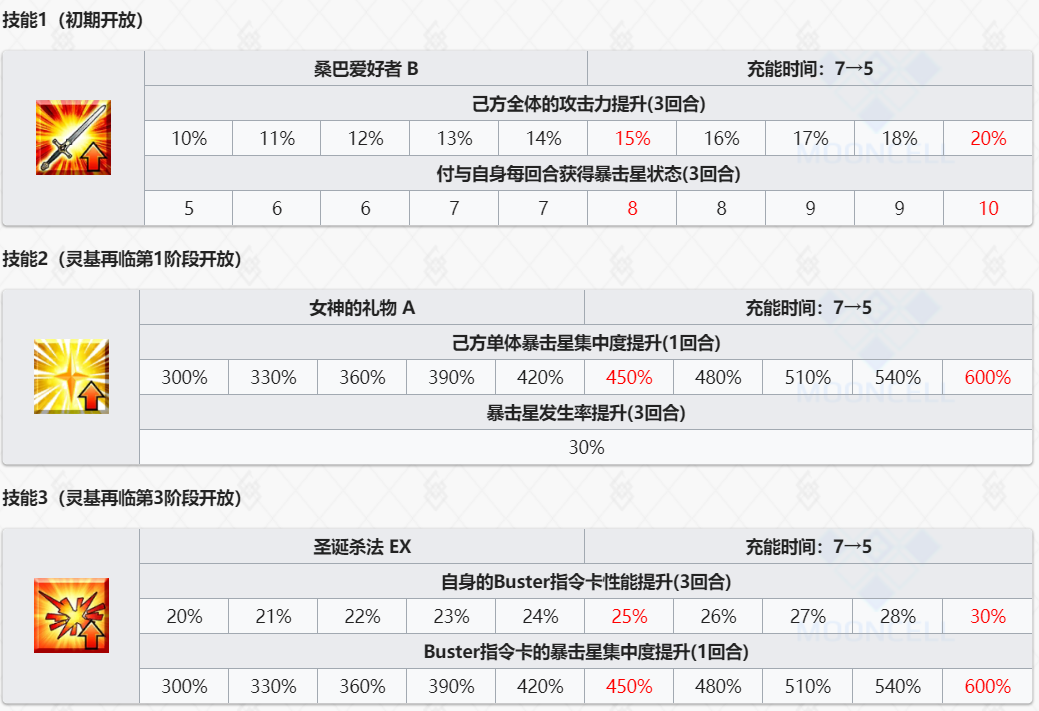 技能1（初期开放）
桑巴爱好者 B 充能时间：7→5
己方全体的攻击力提升(3回合)
10% 11% 12% 13% 14% 15% 16% 17% 18% 20%
付与自身每回合获得暴击星状态(3回合)
5 6 6 7 7 8 8 9 9 10
MOONCELL
技能2（灵基再临第1阶段开放）
女神的礼物 A 充能时间：7→5
己方单体暴击星集中度提升(1回合)
300% 330% 360% 390% 420% 450% 480% 510% 540% 600%
暴击星发生率提升(3回合)
30%
MOONCELL
技能3（灵基再临第3阶段开放）
圣诞杀法 EX 充能时间：7→5
自身的Buster指令卡性能提升(3回合)
20% 21% 22% 23% 24% 25% 26% 27% 28% 30%
Buster指令卡的暴击星集中度提升(1回合)
300% 330% 360% 390% 420% 450% 480% 510% 540% 600%
MOONCELL